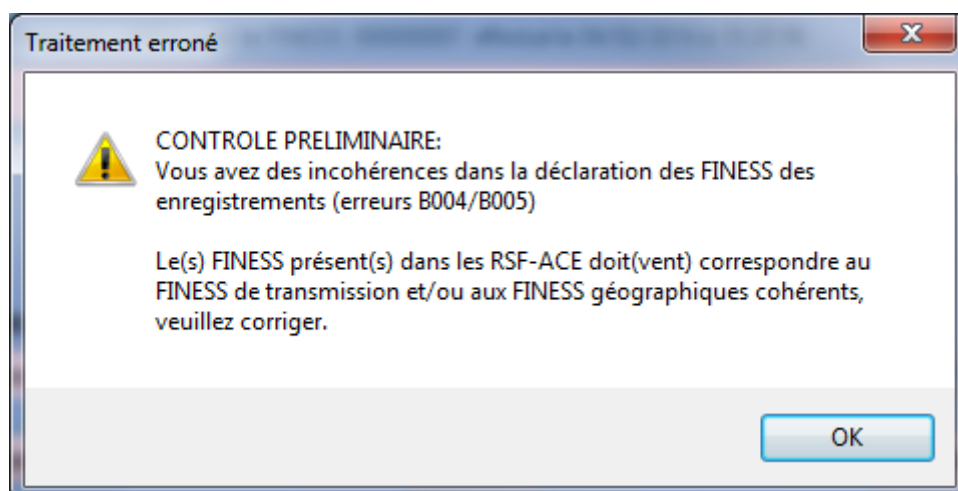 Traitement erroné
CONTROLE PRELIMINAIRE:
Vous avez des incohérences dans la déclaration des FINESS des
enregistrements (erreurs B004/B005)
Le(s) FINESS présent(s) dans les RSF-ACE doit(vent) correspondre au
FINESS de transmission et/ou aux FINESS géographiques cohérents,
veuillez corriger.
OK